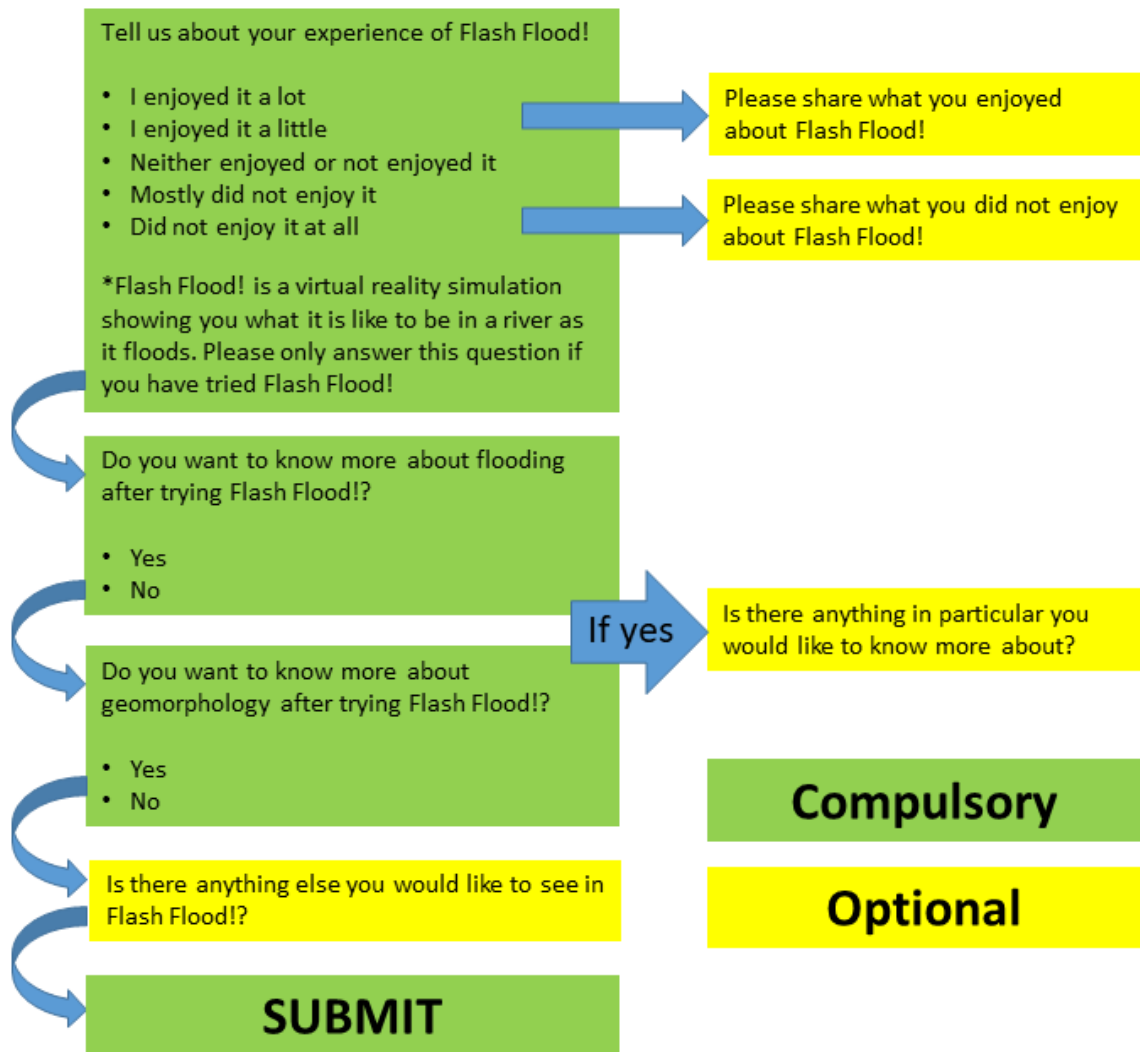 Tell us about your experience of Flash Flood!
• I enjoyed it a lot
• I enjoyed it a little
• Neither enjoyed or not enjoyed it
• Mostly did not enjoy it
• Did not enjoy it at all
*Flash Flood! is a virtual reality simulation
showing you what it is like to be in a river as
it floods. Please only answer this question if
you have tried Flash Flood!
Please share what you enjoyed
about Flash Flood!
Please share what you did not enjoy
about Flash Flood!
Do you want to know more about flooding
after trying Flash Flood!?
• Yes
• No
If yes
Is there anything in particular you
would like to know more about?
Do you want to know more about
geomorphology after trying Flash Flood!?
• Yes
• No
Compulsory
Optional
Is there anything else you would like to see in
Flash Flood!?
SUBMIT